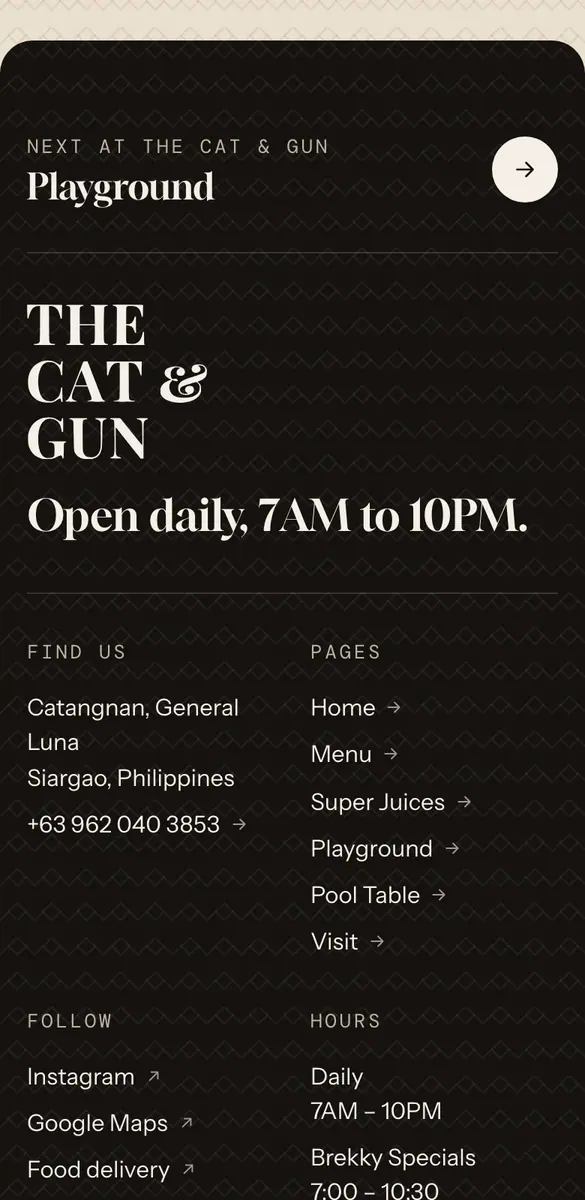 NEXT AT THE CAT & GUN
Playground
THE
CAT &
GUN
Open daily, 7AM to 10PM.
FIND US
Catangnan, General
Luna
Siargao, Philippines
+63 962 040 3853 →
PAGES
Home →
Menu →
Super Juices →
Playground →
Pool Table →
Visit →
FOLLOW
Instagram ↗
Google Maps ↗
Food delivery ↗
HOURS
Daily
7AM – 10PM
Brekky Specials
7:00 – 10:30